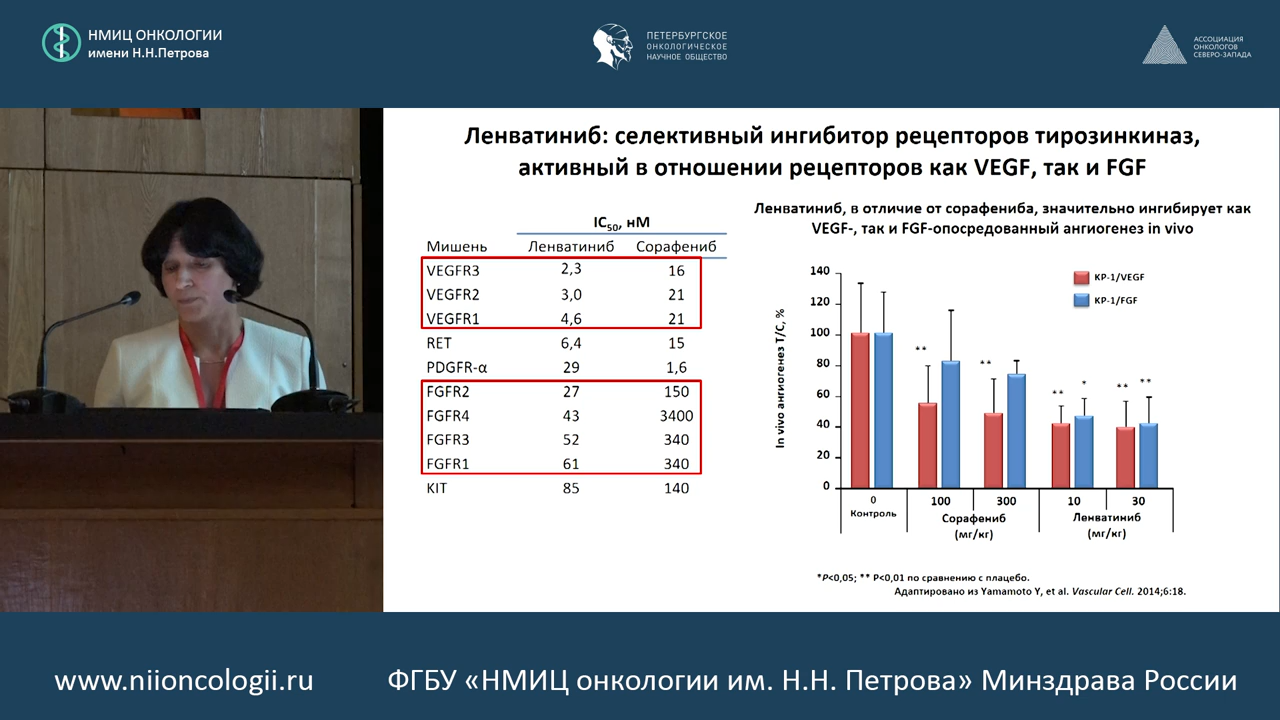 НМИЦ ОНКОЛОГИИ
имени Н.Н.Петрова
ПЕТЕРБУРГСКОЕ
ОНКОЛОГИЧЕСКОЕ
НАУЧНОЕ ОБЩЕСТВО
АССОЦИАЦИЯ
ОНКОЛОГОВ
СЕВЕРО-ЗАПАДА
Ленватиниб: селективный ингибитор рецепторов тирозинкиназ,
активный в отношении рецепторов как VEGF, так и FGF
IC50, нМ
Мишень Ленватиниб Сорафениб
VEGFR3 2,3 16
VEGFR2 3,0 21
VEGFR1 4,6 21
RET 6,4 15
PDGFR-α 29 1,6
FGFR2 27 150
FGFR4 43 3400
FGFR3 52 340
FGFR1 61 340
KIT 85 140
Ленватиниб, в отличие от сорафениба, значительно ингибирует как
VEGF-, так и FGF-опосредованный ангиогенез in vivo
In vivo ангиогенез T/C, %
140
120
100
80
60
40
20
0
KP-1/VEGF
KP-1/FGF
** ** ** * ** **
0 100 300 10 30
Контроль Сорафениб Ленватиниб
(мг/кг) (мг/кг)
*P<0,05; ** P<0,01 по сравнению с плацебо.
Адаптировано из Yamamoto Y, et al. Vascular Cell. 2014;6:18.
www.niioncologii.ru ФГБУ «НМИЦ онкологии им. Н.Н. Петрова» Минздрава России